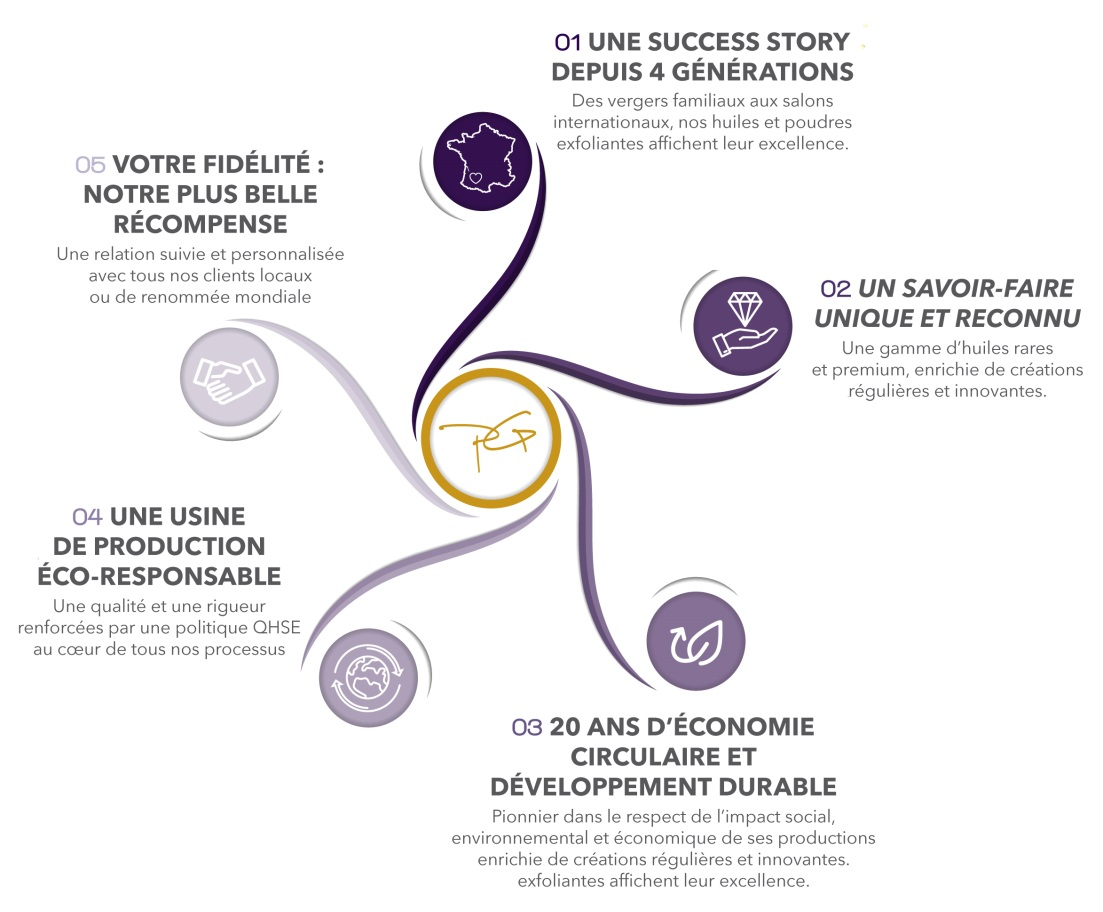 01 UNE SUCCESS STORY
DEPUIS 4 GÉNÉRATIONS
Des vergers familiaux aux salons
internationaux, nos huiles et poudres
exfoliantes affichent leur excellence.
02 UN SAVOIR-FAIRE
UNIQUE ET RECONNU
Une gamme d’huiles rares
et premium, enrichie de créations
régulières et innovantes.
03 20 ANS D’ÉCONOMIE
CIRCULAIRE ET
DÉVELOPPEMENT DURABLE
Pionnier dans le respect de l’impact social,
environnemental et économique de ses productions
enrichie de créations régulières et innovantes.
exfoliantes affichent leur excellence.
04 UNE USINE
DE PRODUCTION
ÉCO-RESPONSABLE
Une qualité et une rigueur
renforcées par une politique QHSE
au cœur de tous nos processus
05 VOTRE FIDÉLITÉ :
NOTRE PLUS BELLE
RÉCOMPENSE
Une relation suivie et personnalisée
avec tous nos clients locaux
ou de renommée mondiale